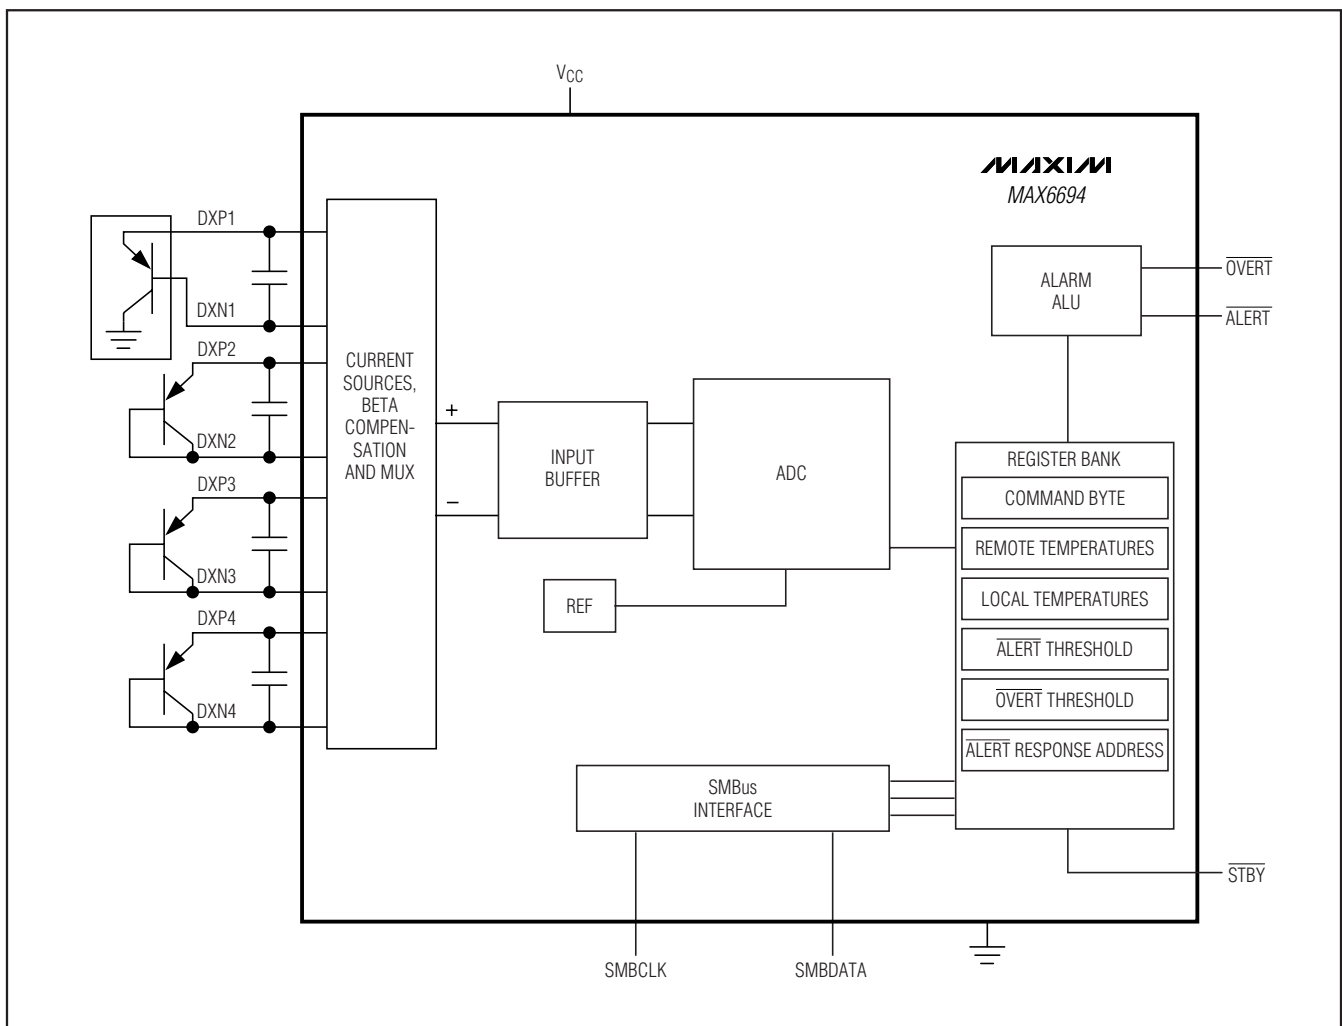 VCC
MAXIM
MAX6694
DXP1
DXN1
DXP2
DXN2
DXP3
DXN3
DXP4
DXN4
CURRENT
SOURCES,
BETA
COMPEN-
SATION
AND MUX
+
−
INPUT
BUFFER
ADC
REF
ALARM
ALU
OVERT
ALERT
REGISTER BANK
COMMAND BYTE
REMOTE TEMPERATURES
LOCAL TEMPERATURES
ALERT THRESHOLD
OVERT THRESHOLD
ALERT RESPONSE ADDRESS
SMBus
INTERFACE
STBY
SMBCLK
SMBDATA